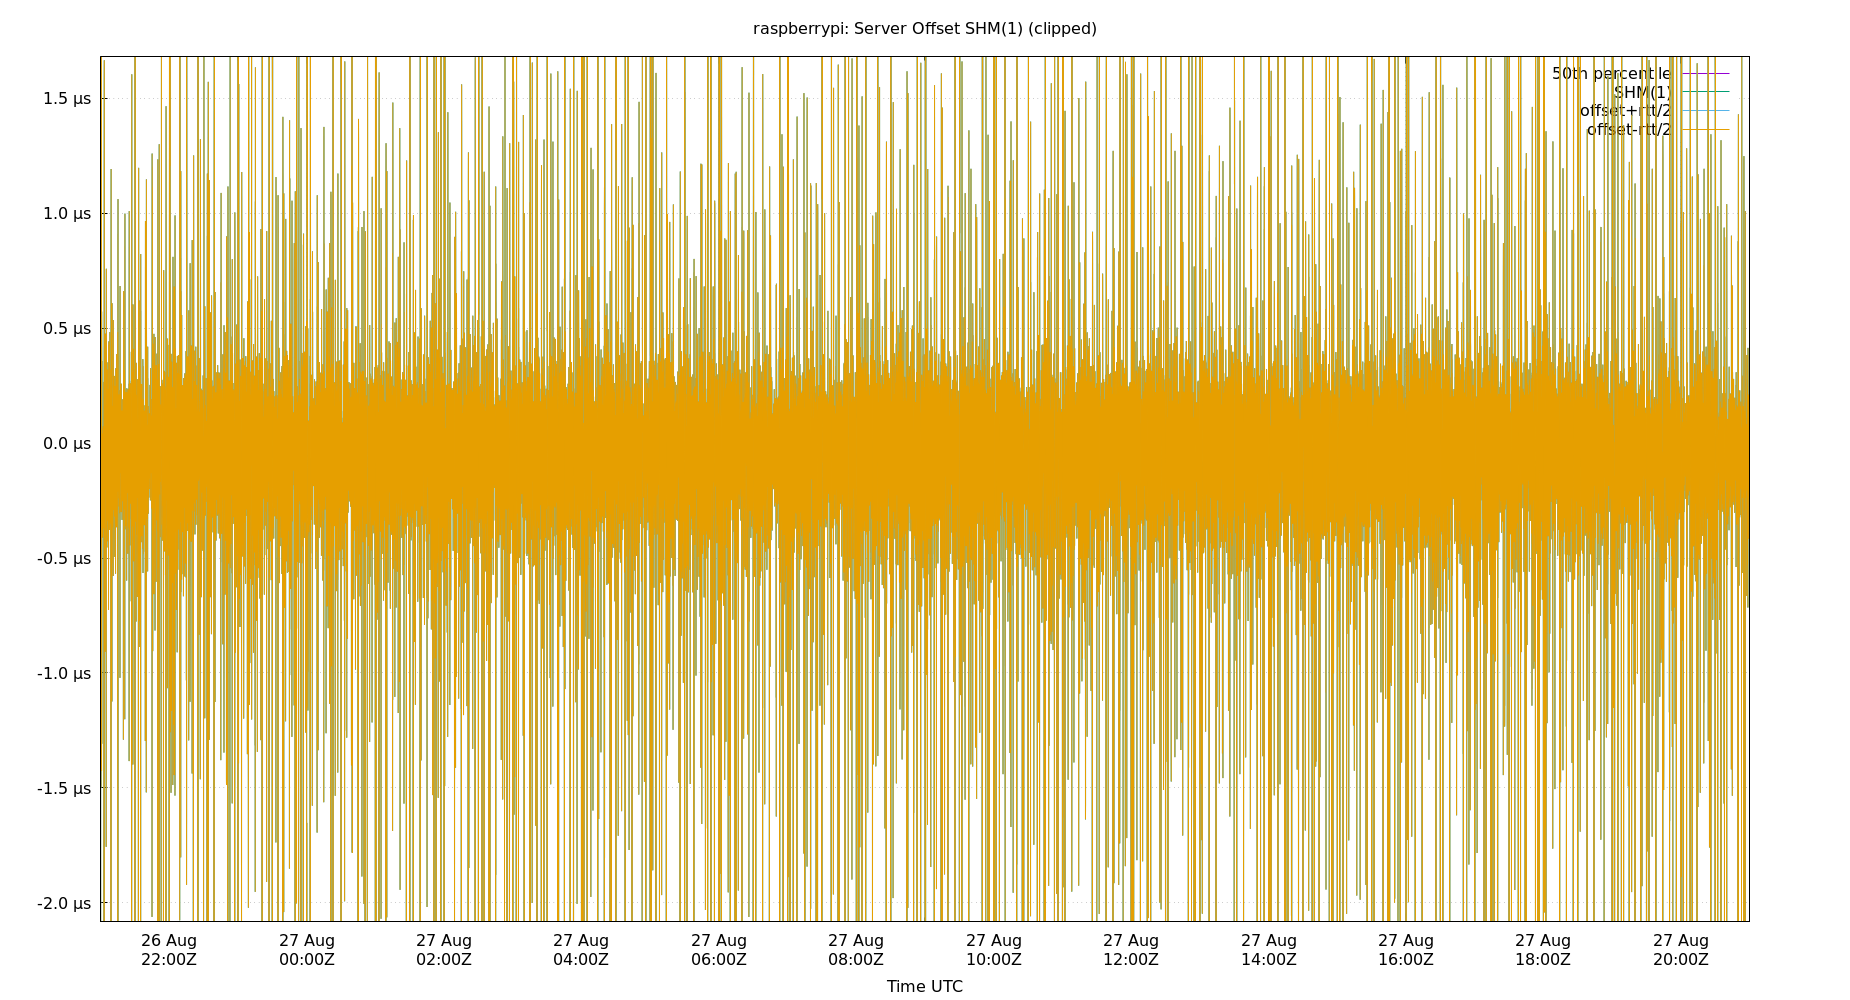 raspberrypi: Server Offset SHM(1) (clipped)
50th percentile
SHM(1)
offset+rtt/2
offset-rtt/2
1.5 µs
1.0 µs
0.5 µs
0.0 µs
-0.5 µs
-1.0 µs
-1.5 µs
-2.0 µs
26 Aug 27 Aug 27 Aug 27 Aug 27 Aug 27 Aug 27 Aug 27 Aug 27 Aug 27 Aug 27 Aug 27 Aug
22:00Z 00:00Z 02:00Z 04:00Z 06:00Z 08:00Z 10:00Z 12:00Z 14:00Z 16:00Z 18:00Z 20:00Z
Time UTC